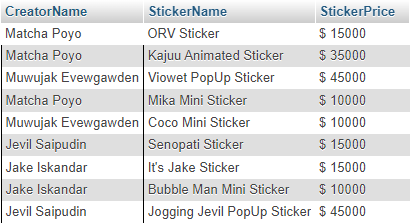 CreatorName StickerName StickerPrice
Matcha Poyo ORV Sticker $ 15000
Matcha Poyo Kajuu Animated Sticker $ 35000
Muwujak Evewgawden Viowet PopUp Sticker $ 45000
Matcha Poyo Mika Mini Sticker $ 10000
Muwujak Evewgawden Coco Mini Sticker $ 10000
Jevil Saipudin Senopati Sticker $ 15000
Jake Iskandar It's Jake Sticker $ 15000
Jake Iskandar Bubble Man Mini Sticker $ 10000
Jevil Saipudin Jogging Jevil PopUp Sticker $ 45000